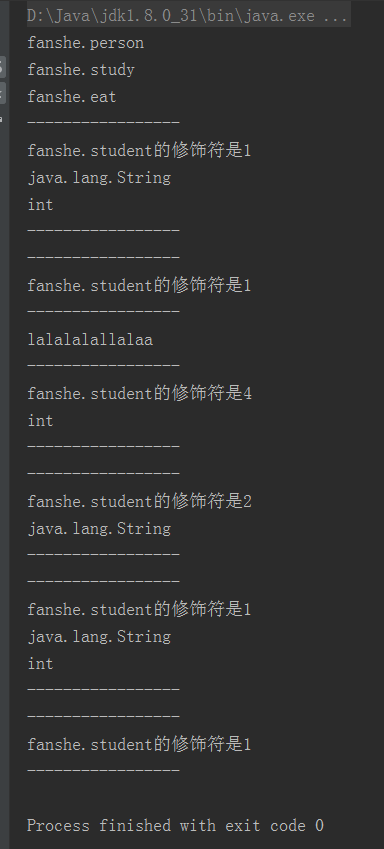 D:\Java\jdk1.8.0_31\bin\java.exe ...
fanshe.person
fanshe.study
fanshe.eat
-----------------
fanshe.student的修饰符是1
java.lang.String
int
-----------------
-----------------
fanshe.student的修饰符是1
-----------------
lalalalallalaa
-----------------
fanshe.student的修饰符是4
int
-----------------
-----------------
fanshe.student的修饰符是2
java.lang.String
-----------------
-----------------
fanshe.student的修饰符是1
java.lang.String
int
-----------------
-----------------
fanshe.student的修饰符是1
-----------------
Process finished with exit code 0